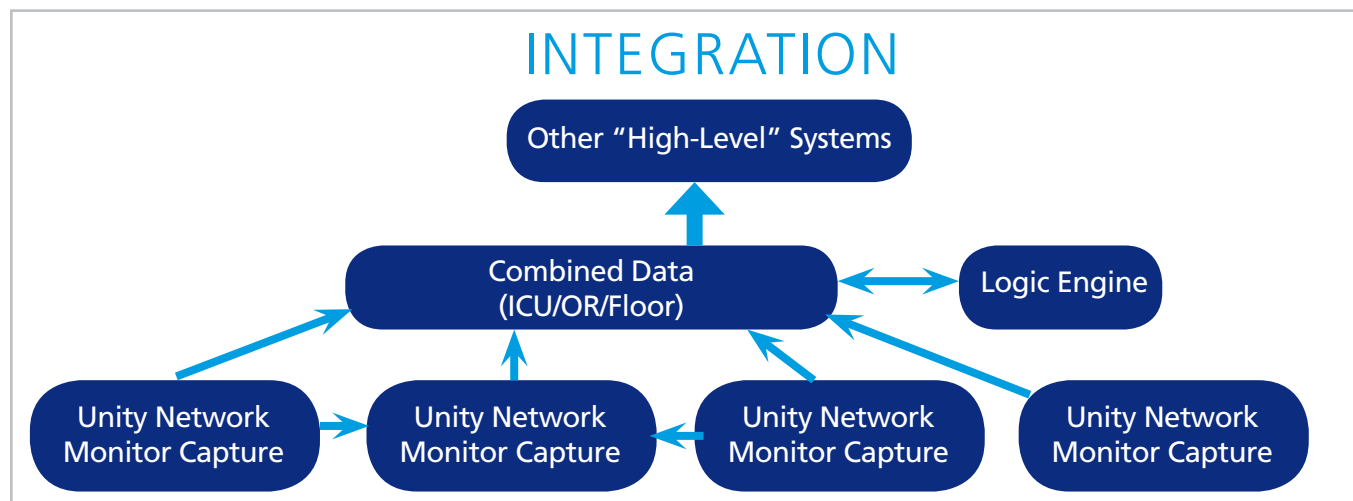 INTEGRATION
Other “High-Level” Systems
Combined Data
(ICU/OR/Floor)
Logic Engine
Unity Network
Monitor Capture
Unity Network
Monitor Capture
Unity Network
Monitor Capture
Unity Network
Monitor Capture